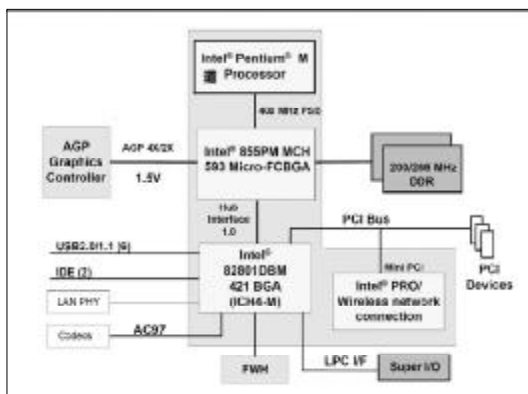 Intel® Pentium® M
Processor
400 MHz FSB
AGP
Graphics
Controller
AGP 4X/2X
1.5V
Intel® 855PM MCH
593 Micro-FCBGA
200/266 MHz
DDR
Hub
Interface
1.0
PCI Bus
USB2.0/1.1 (6)
IDE (2)
LAN PHY
Codecs
AC97
Intel®
82801DBM
421 BGA
(ICH4-M)
Mini PCI
Intel® PRO/
Wireless network
connection
PCI
Devices
FWH
LPC I/F
Super I/O